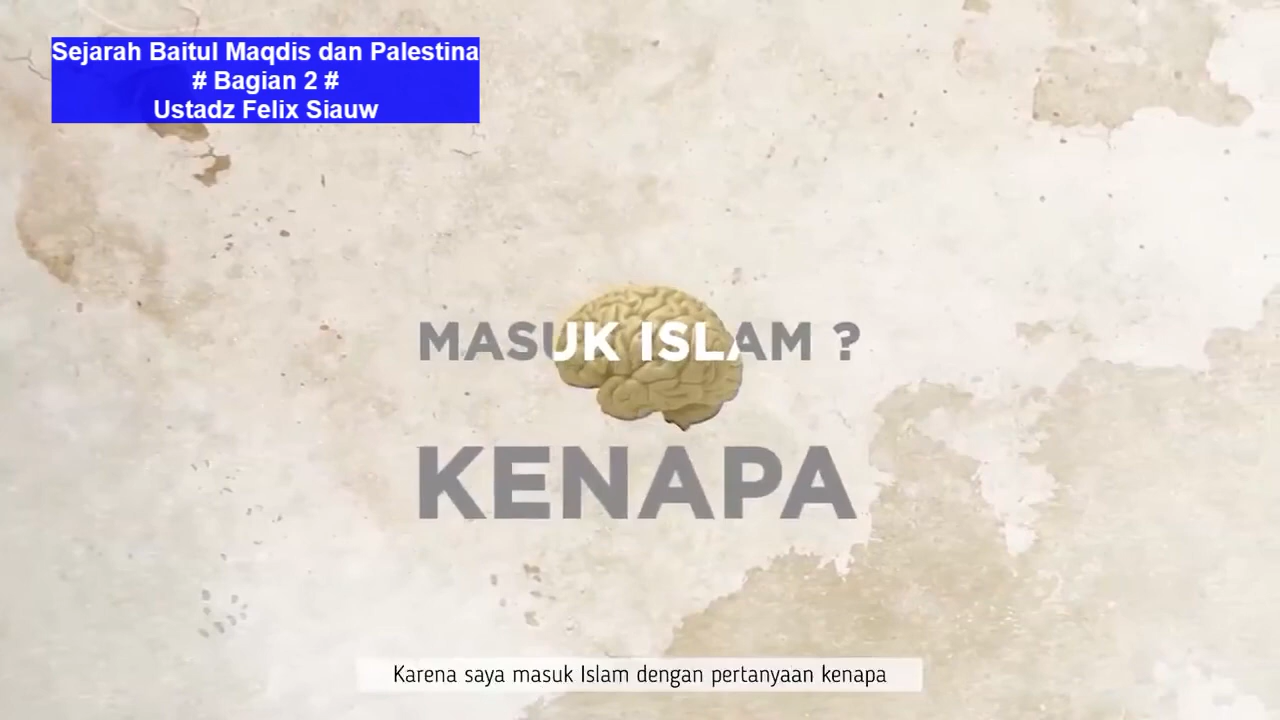 Sejarah Baitul Maqdis dan Palestina
# Bagian 2 #
Ustadz Felix Siauw
MASUK ISLAM ?
KENAPA
Karena saya masuk Islam dengan pertanyaan kenapa